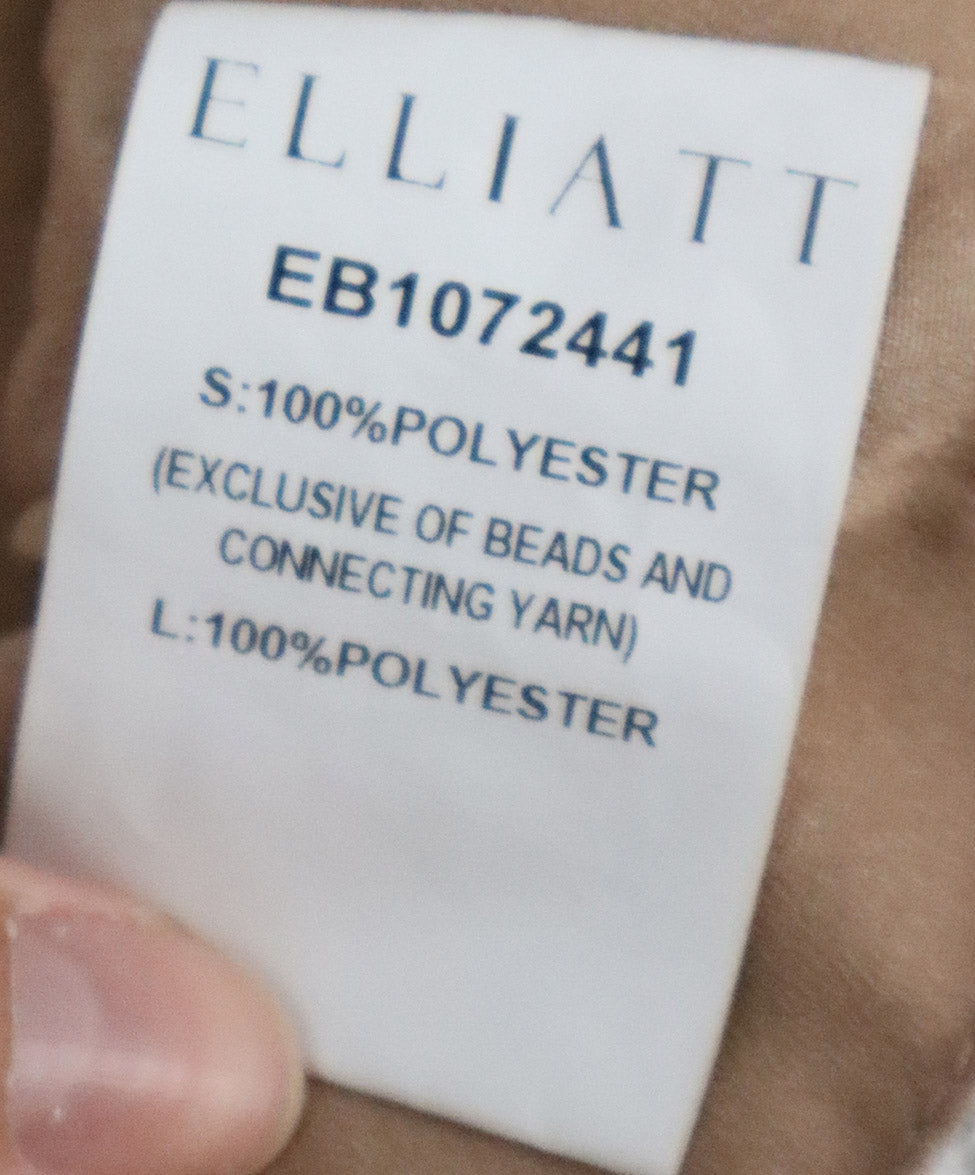 ELLIATT
EB1072441
S:100%POLYESTER
(EXCLUSIVE OF BEADS AND
CONNECTING YARN)
L:100%POLYESTER